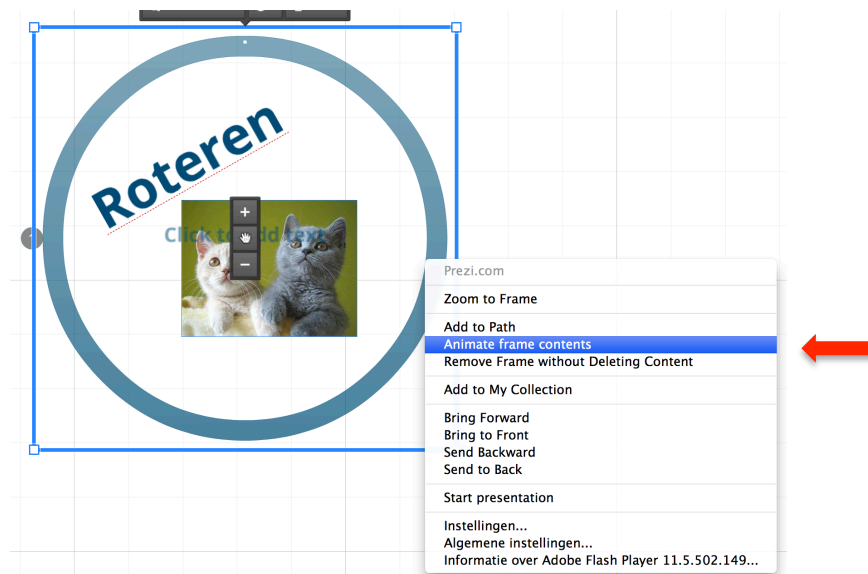 Roteren
Click to add text
Prezi.com
Zoom to Frame
Add to Path
Animate frame contents
Remove Frame without Deleting Content
Add to My Collection
Bring Forward
Bring to Front
Send Backward
Send to Back
Start presentation
Instellingen...
Algemene instellingen...
Informatie over Adobe Flash Player 11.5.502.149...